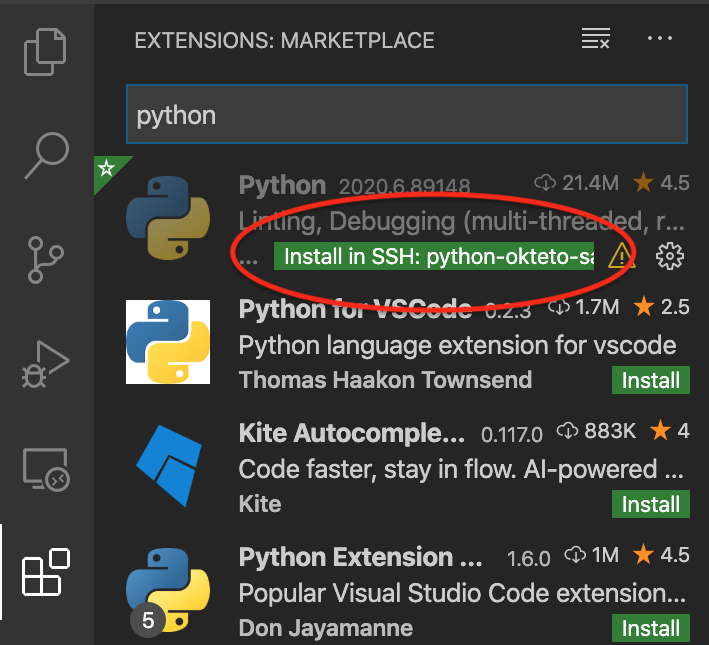 EXTENSIONS: MARKETPLACE
python
Python 2020.6.89148 21.4M 4.5
Linting, Debugging (multi-threaded, r...
... Install in SSH: python-okteto-sa
Python for VSCode 0.2.3 1.7M 2.5
Python language extension for vscode
Thomas Haakon Townsend Install
Kite Autocomple... 0.117.0 883K 4
Code faster, stay in flow. AI-powered ...
Kite Install
Python Extension ... 1.6.0 1M 4.5
Popular Visual Studio Code extension...
5 Don Jayamanne Install